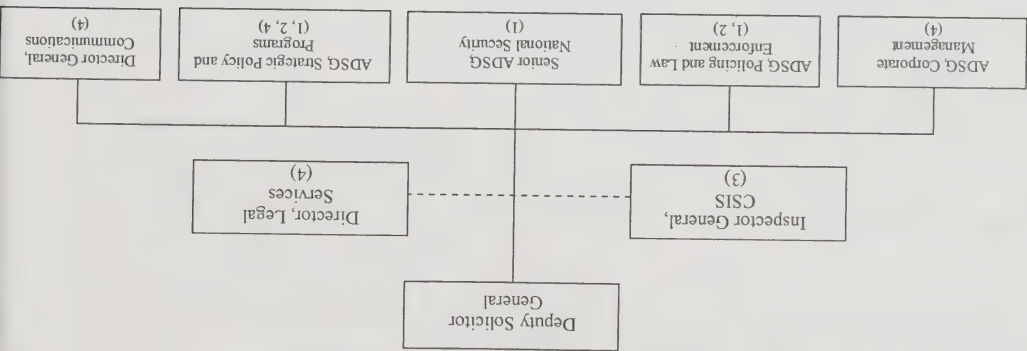 Deputy Solicitor
General
Inspector General,
CSIS
(3)
Director, Legal
Services
(4)
ADSG, Corporate
Management
(4)
ADSG, Policing and Law
Enforcement
(1, 2)
Senior ADSG,
National Security
(1)
ADSG, Strategic Policy and
Programs
(1, 2, 4)
Director General,
Communications
(4)